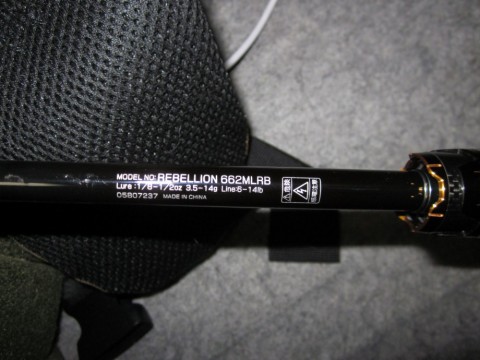 MODEL NO: REBELLION 662MLRB
Lure:1/8-1/2oz 3.5-14g Line:6-14lb
05807237 MADE IN CHINA